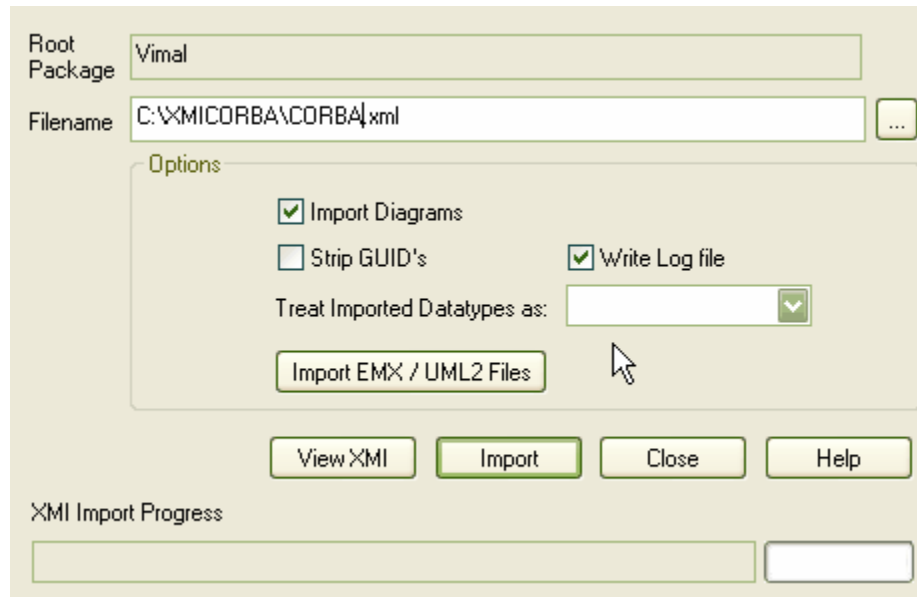 Root
Package
Vimal
Filename
C:\XMICORBA\CORBA.xml
...
Options
Import Diagrams
Strip GUID's
Write Log file
Treat Imported Datatypes as:
Import EMX / UML2 Files
View XMI
Import
Close
Help
XMI Import Progress